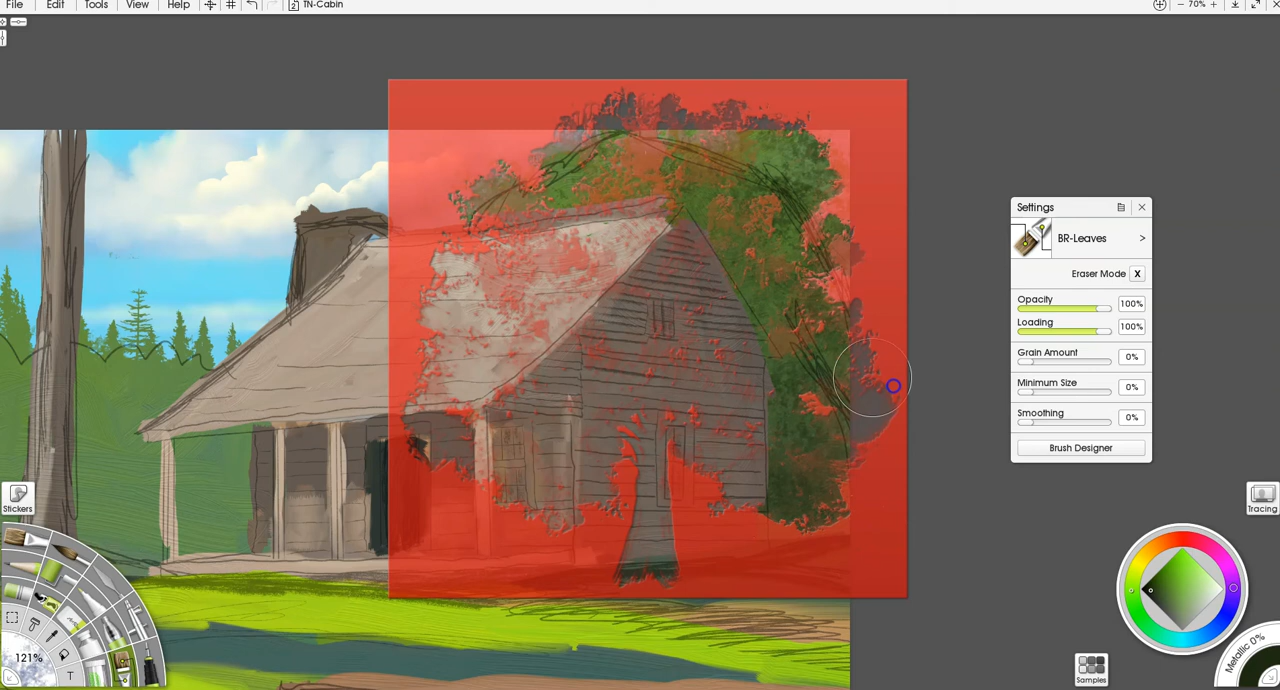 File Edit Tools View Help TN-Cabin − 70% +
Settings
BR-Leaves >
Eraser Mode X
Opacity 100%
Loading 100%
Grain Amount 0%
Minimum Size 0%
Smoothing 0%
Brush Designer
Stickers
Tracing
121%
T
Samples
Metallic 0%